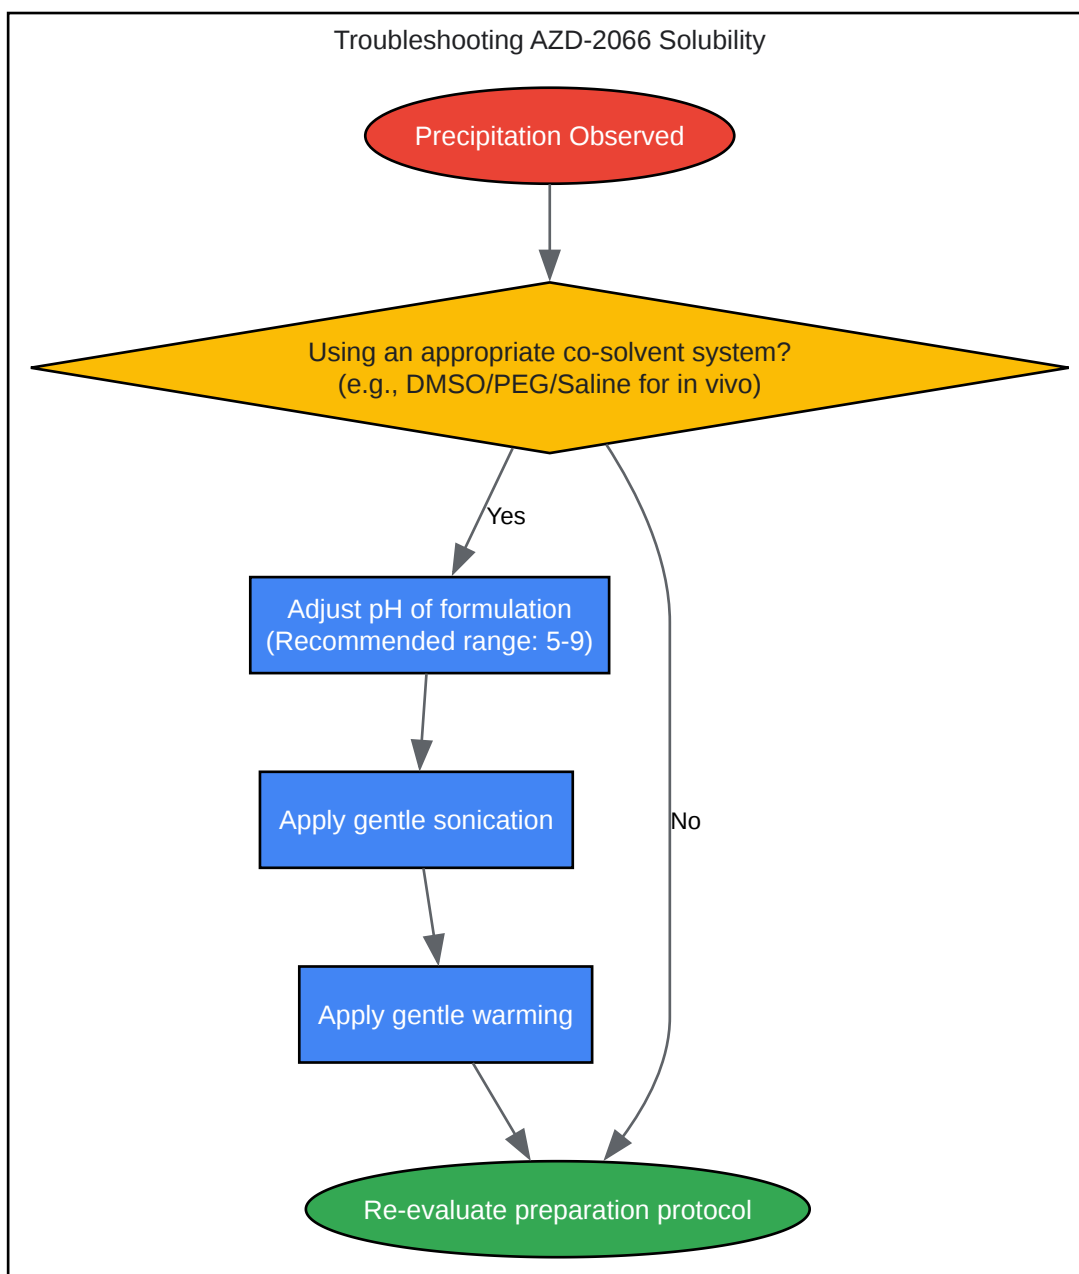 Troubleshooting AZD-2066 Solubility
Precipitation Observed
Using an appropriate co-solvent system?
(e.g., DMSO/PEG/Saline for in vivo)
Yes
Adjust pH of formulation
(Recommended range: 5-9)
Apply gentle sonication
No
Apply gentle warming
Re-evaluate preparation protocol